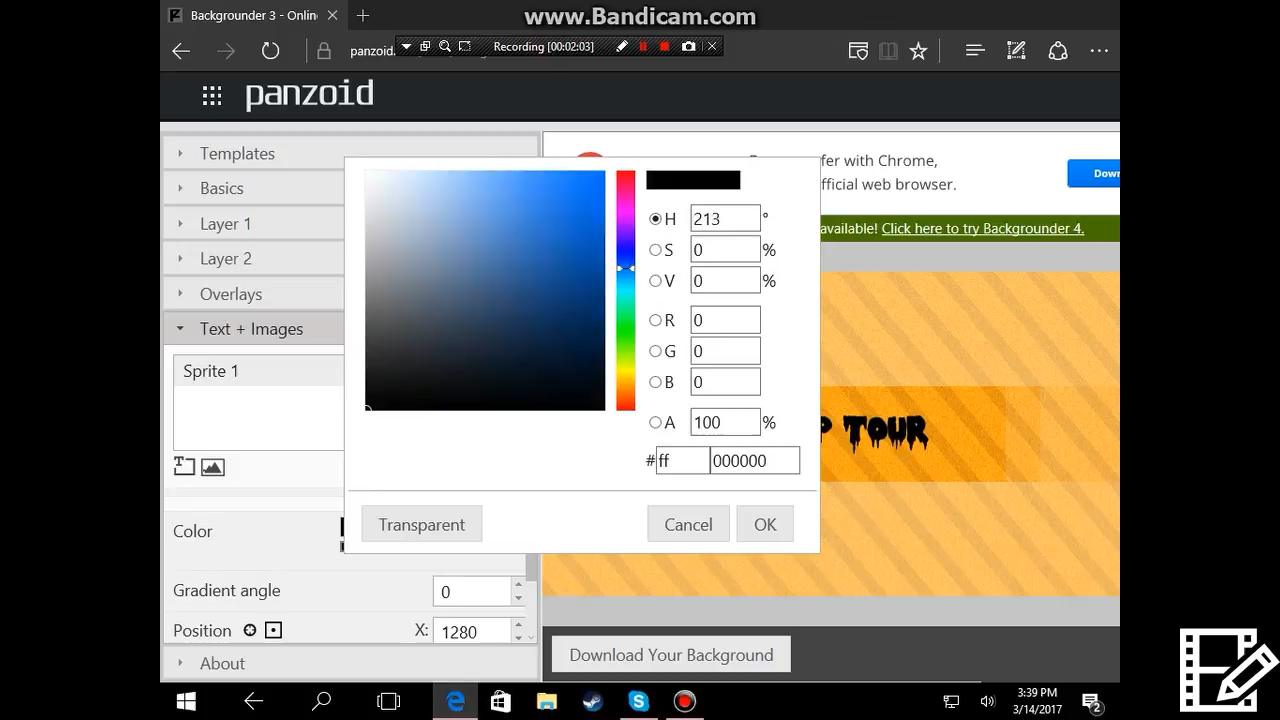 www.Bandicam.com
Backgrounder 3 - Onlin
panzoid.
Recording [00:02:03]
panzoid
Templates
fer with Chrome,
Down
Basics
fficial web browser.
H 213 °
Layer 1
available! Click here to try Backgrounder 4.
S 0 %
Layer 2
V 0 %
Overlays
R 0
Text + Images
G 0
Sprite 1
B 0
A 100 %
P TOUR
#ff 000000
T
Transparent
Cancel
OK
Color
Gradient angle
0
Position
X:
1280
Download Your Background
About
3:39 PM
3/14/2017
2